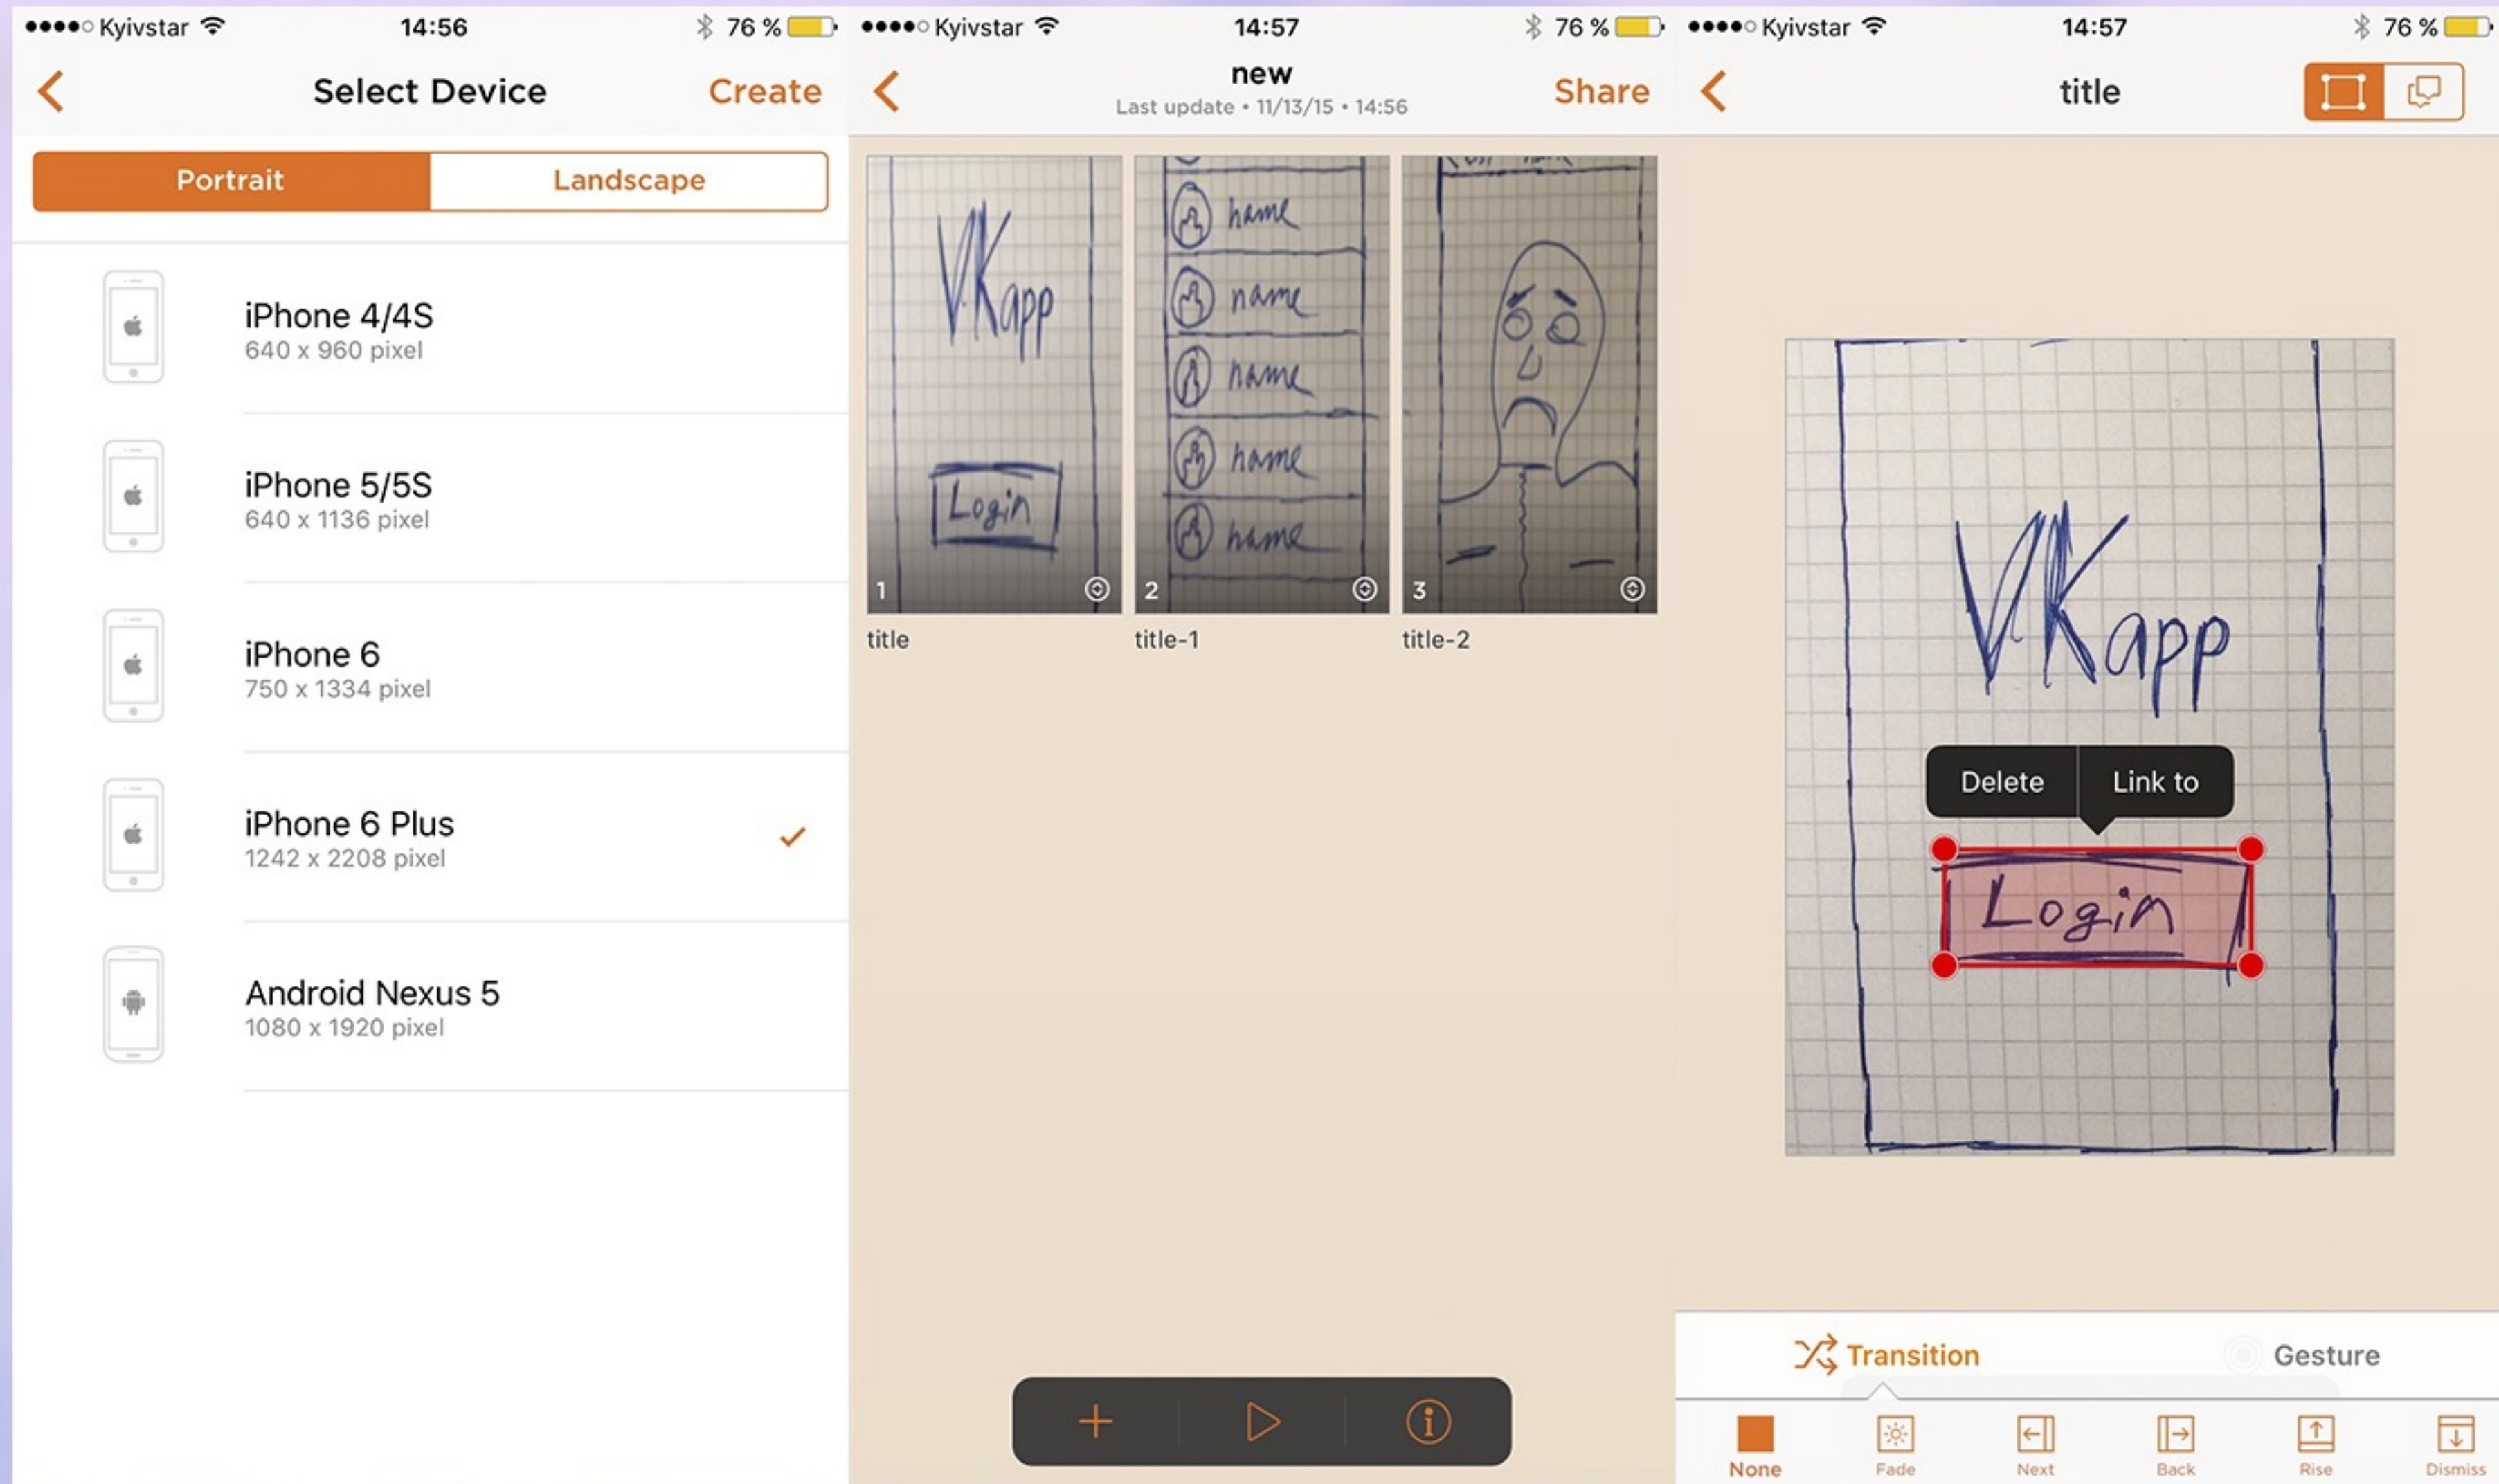 Kyivstar 14:56 76 %
Select Device Create
Portrait Landscape
iPhone 4/4S
640 x 960 pixel
iPhone 5/5S
640 x 1136 pixel
iPhone 6
750 x 1334 pixel
iPhone 6 Plus
1242 x 2208 pixel
Android Nexus 5
1080 x 1920 pixel
Kyivstar 14:57 76 %
new
Last update • 11/13/15 • 14:56
Share
VKapp
Login
1
title
name
name
name
name
name
2
title-1
3
title-2
Kyivstar 14:57 76 %
title
VKapp
Delete Link to
Login
Transition Gesture
None Fade Next Back Rise Dismiss